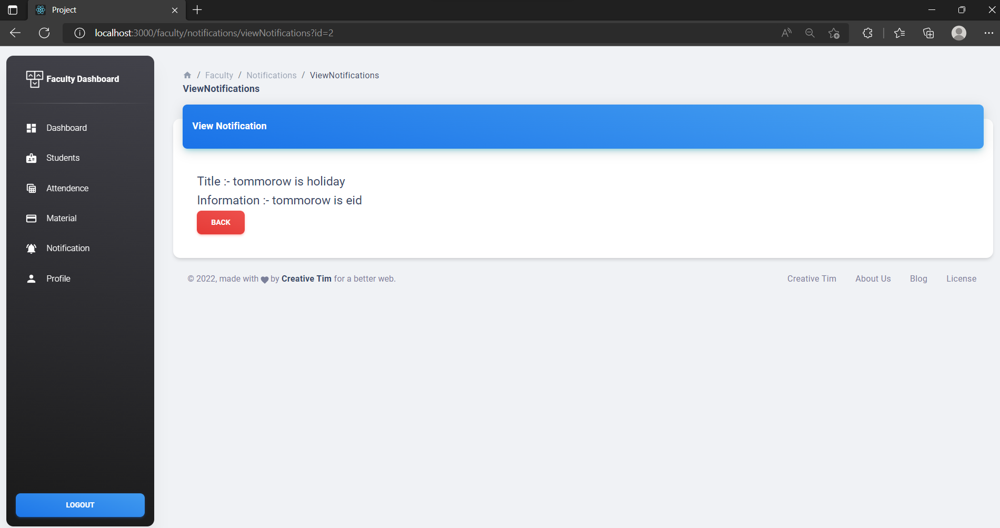 Project
localhost:3000/faculty/notifications/viewNotifications?id=2
Faculty Dashboard
Dashboard
Students
Attendence
Material
Notification
Profile
LOGOUT
/ Faculty / Notifications / ViewNotifications
ViewNotifications
View Notification
Title :- tommorow is holiday
Information :- tommorow is eid
BACK
© 2022, made with by Creative Tim for a better web.
Creative Tim About Us Blog License